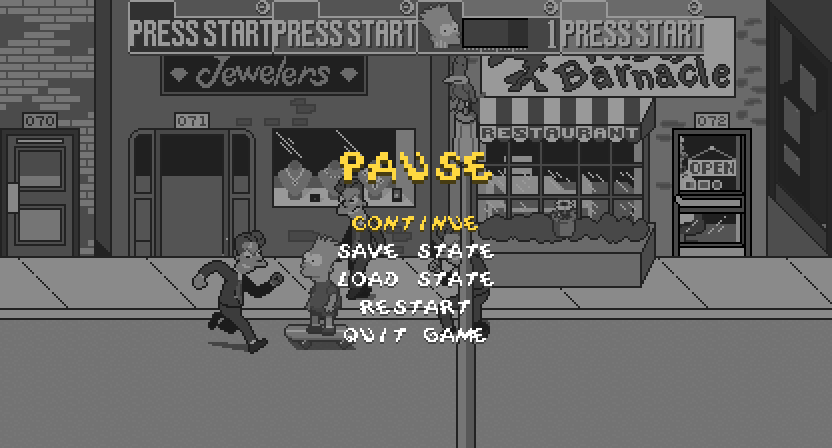 PRESS START PRESS START 1 PRESS START
Jewelers
Barnacle
070
071
072
RESTAURANT
OPEN
PAUSE
CONTINUE
SAVE STATE
LOAD STATE
RESTART
QUIT GAME